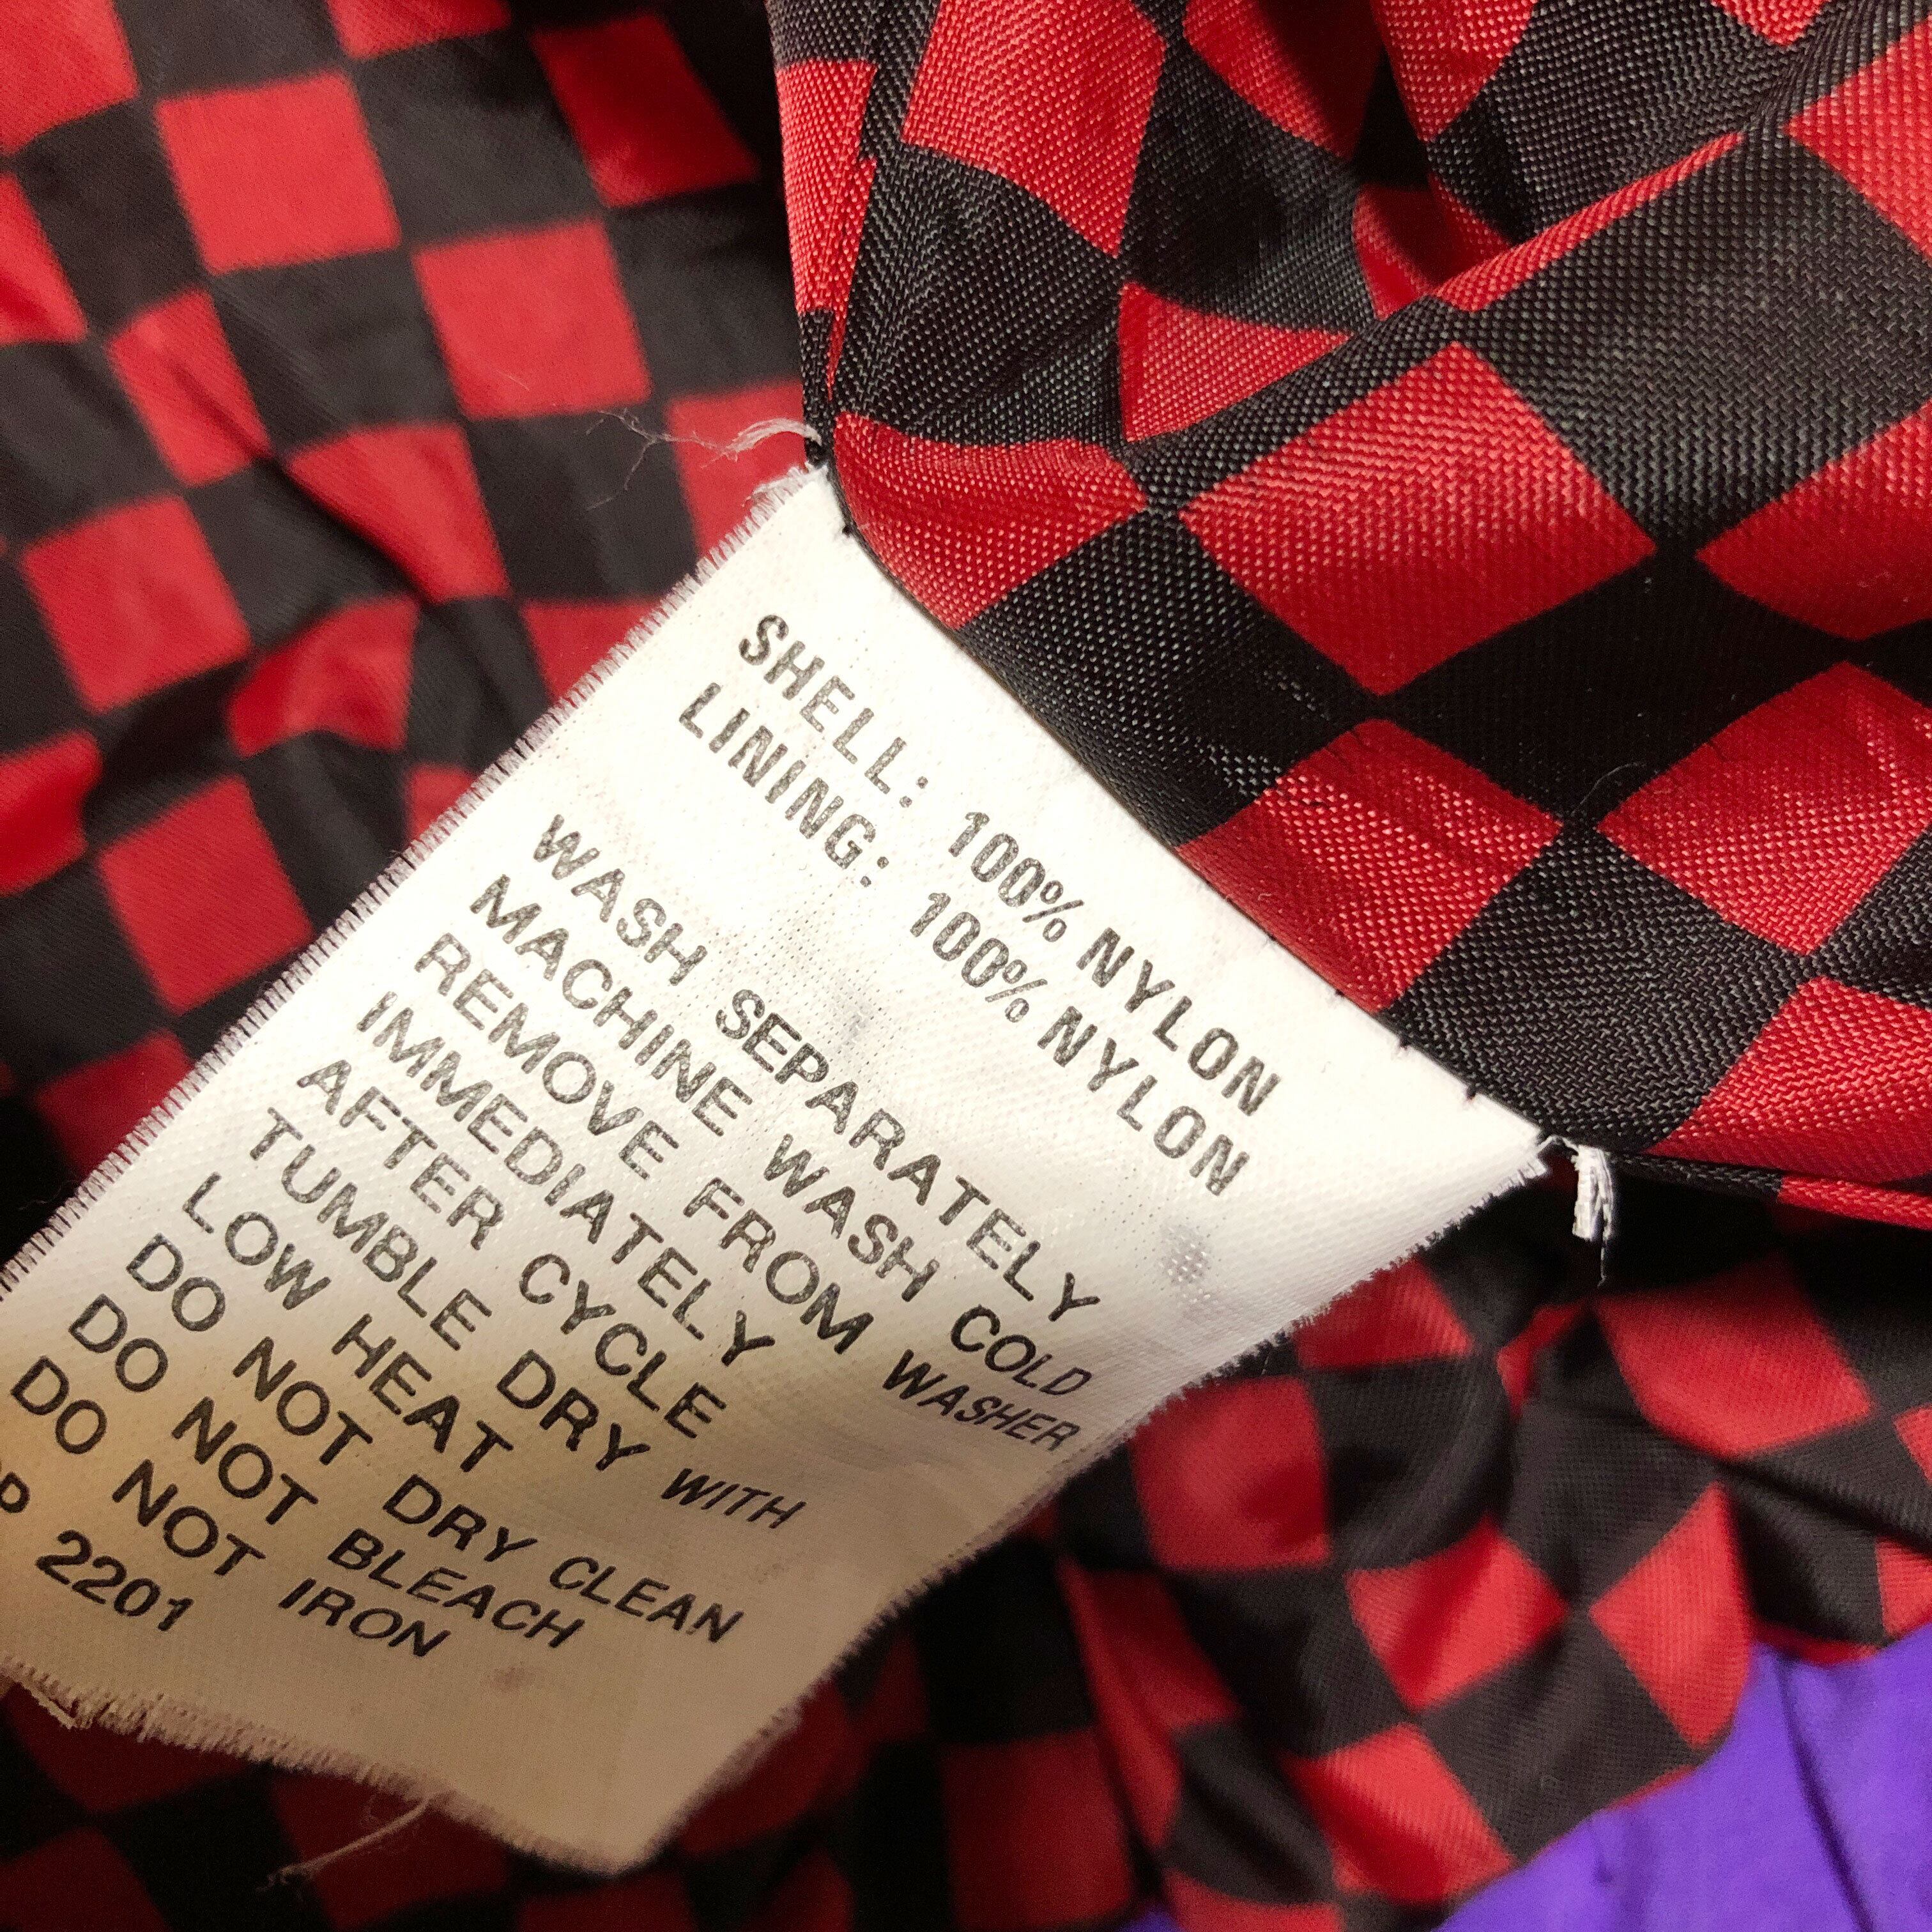 SHELL: 100% NYLON
LINING: 100% NYLON
WASH SEPARATELY
MACHINE WASH COLD
REMOVE FROM WASHER
IMMEDIATELY
AFTER CYCLE
TUMBLE DRY WITH
LOW HEAT
DO NOT DRY CLEAN
DO NOT BLEACH
DO NOT IRON
2201